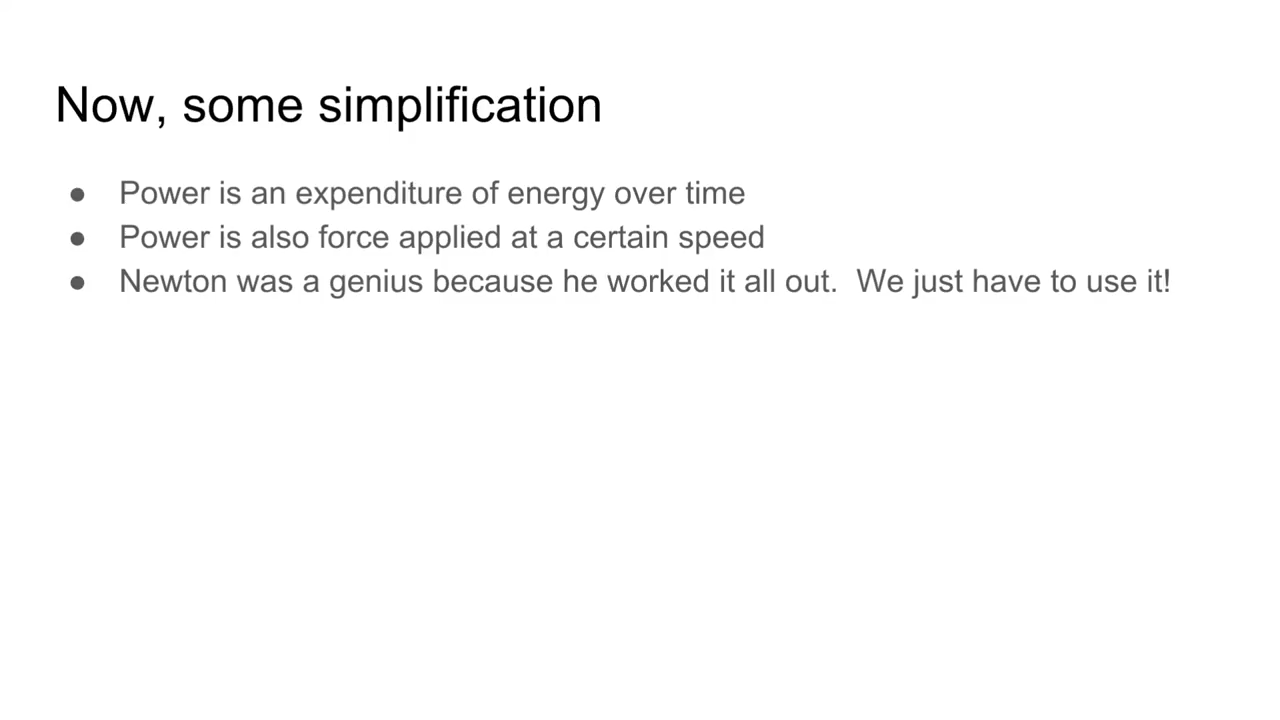 Now, some simplification
● Power is an expenditure of energy over time
● Power is also force applied at a certain speed
● Newton was a genius because he worked it all out.  We just have to use it!